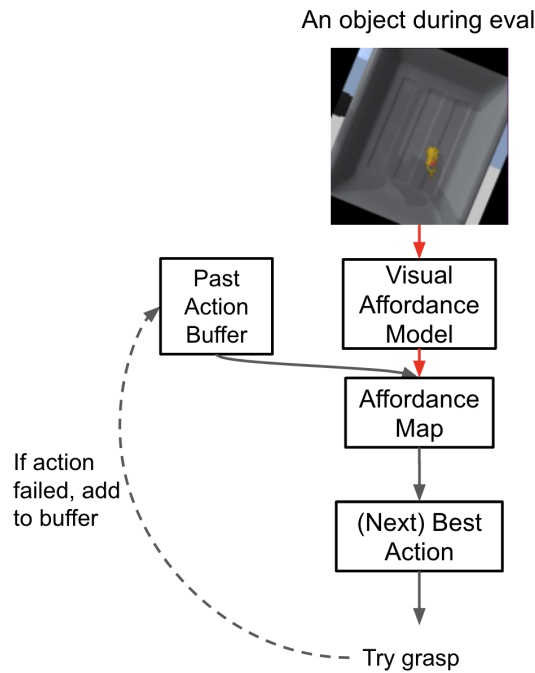 An object during eval
Past
Action
Buffer
Visual
Affordance
Model
Affordance
Map
If action
failed, add
to buffer
(Next) Best
Action
Try grasp